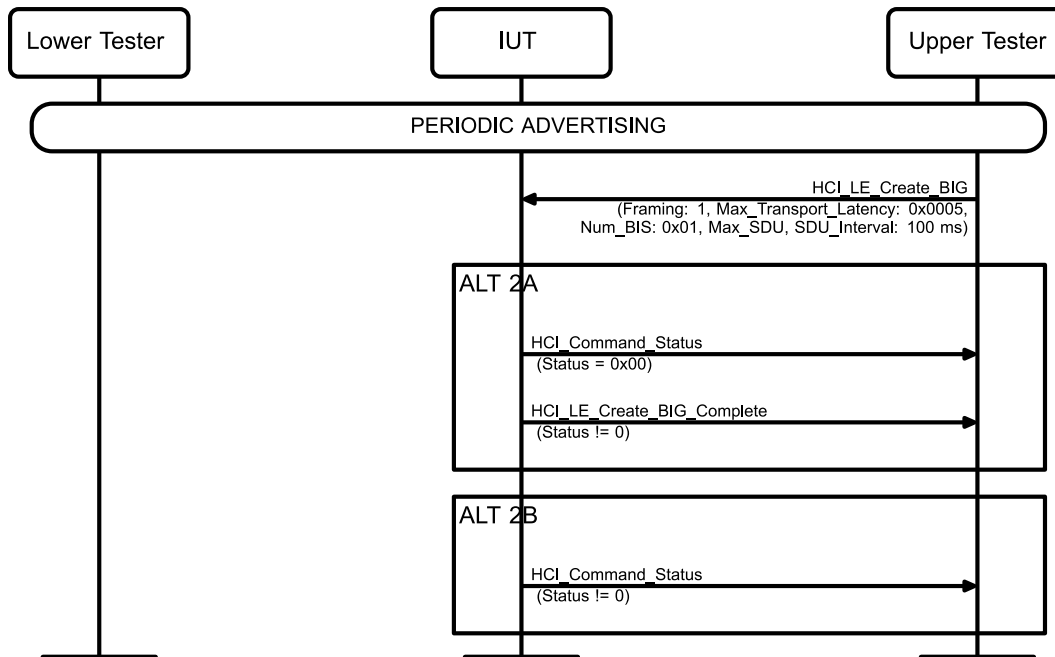 Lower Tester
IUT
Upper Tester
PERIODIC ADVERTISING
HCI_LE_Create_BIG
(Framing: 1, Max_Transport_Latency: 0x0005,
Num_BIS: 0x01, Max_SDU, SDU_Interval: 100 ms)
ALT 2A
HCI_Command_Status
(Status = 0x00)
HCI_LE_Create_BIG_Complete
(Status != 0)
ALT 2B
HCI_Command_Status
(Status != 0)